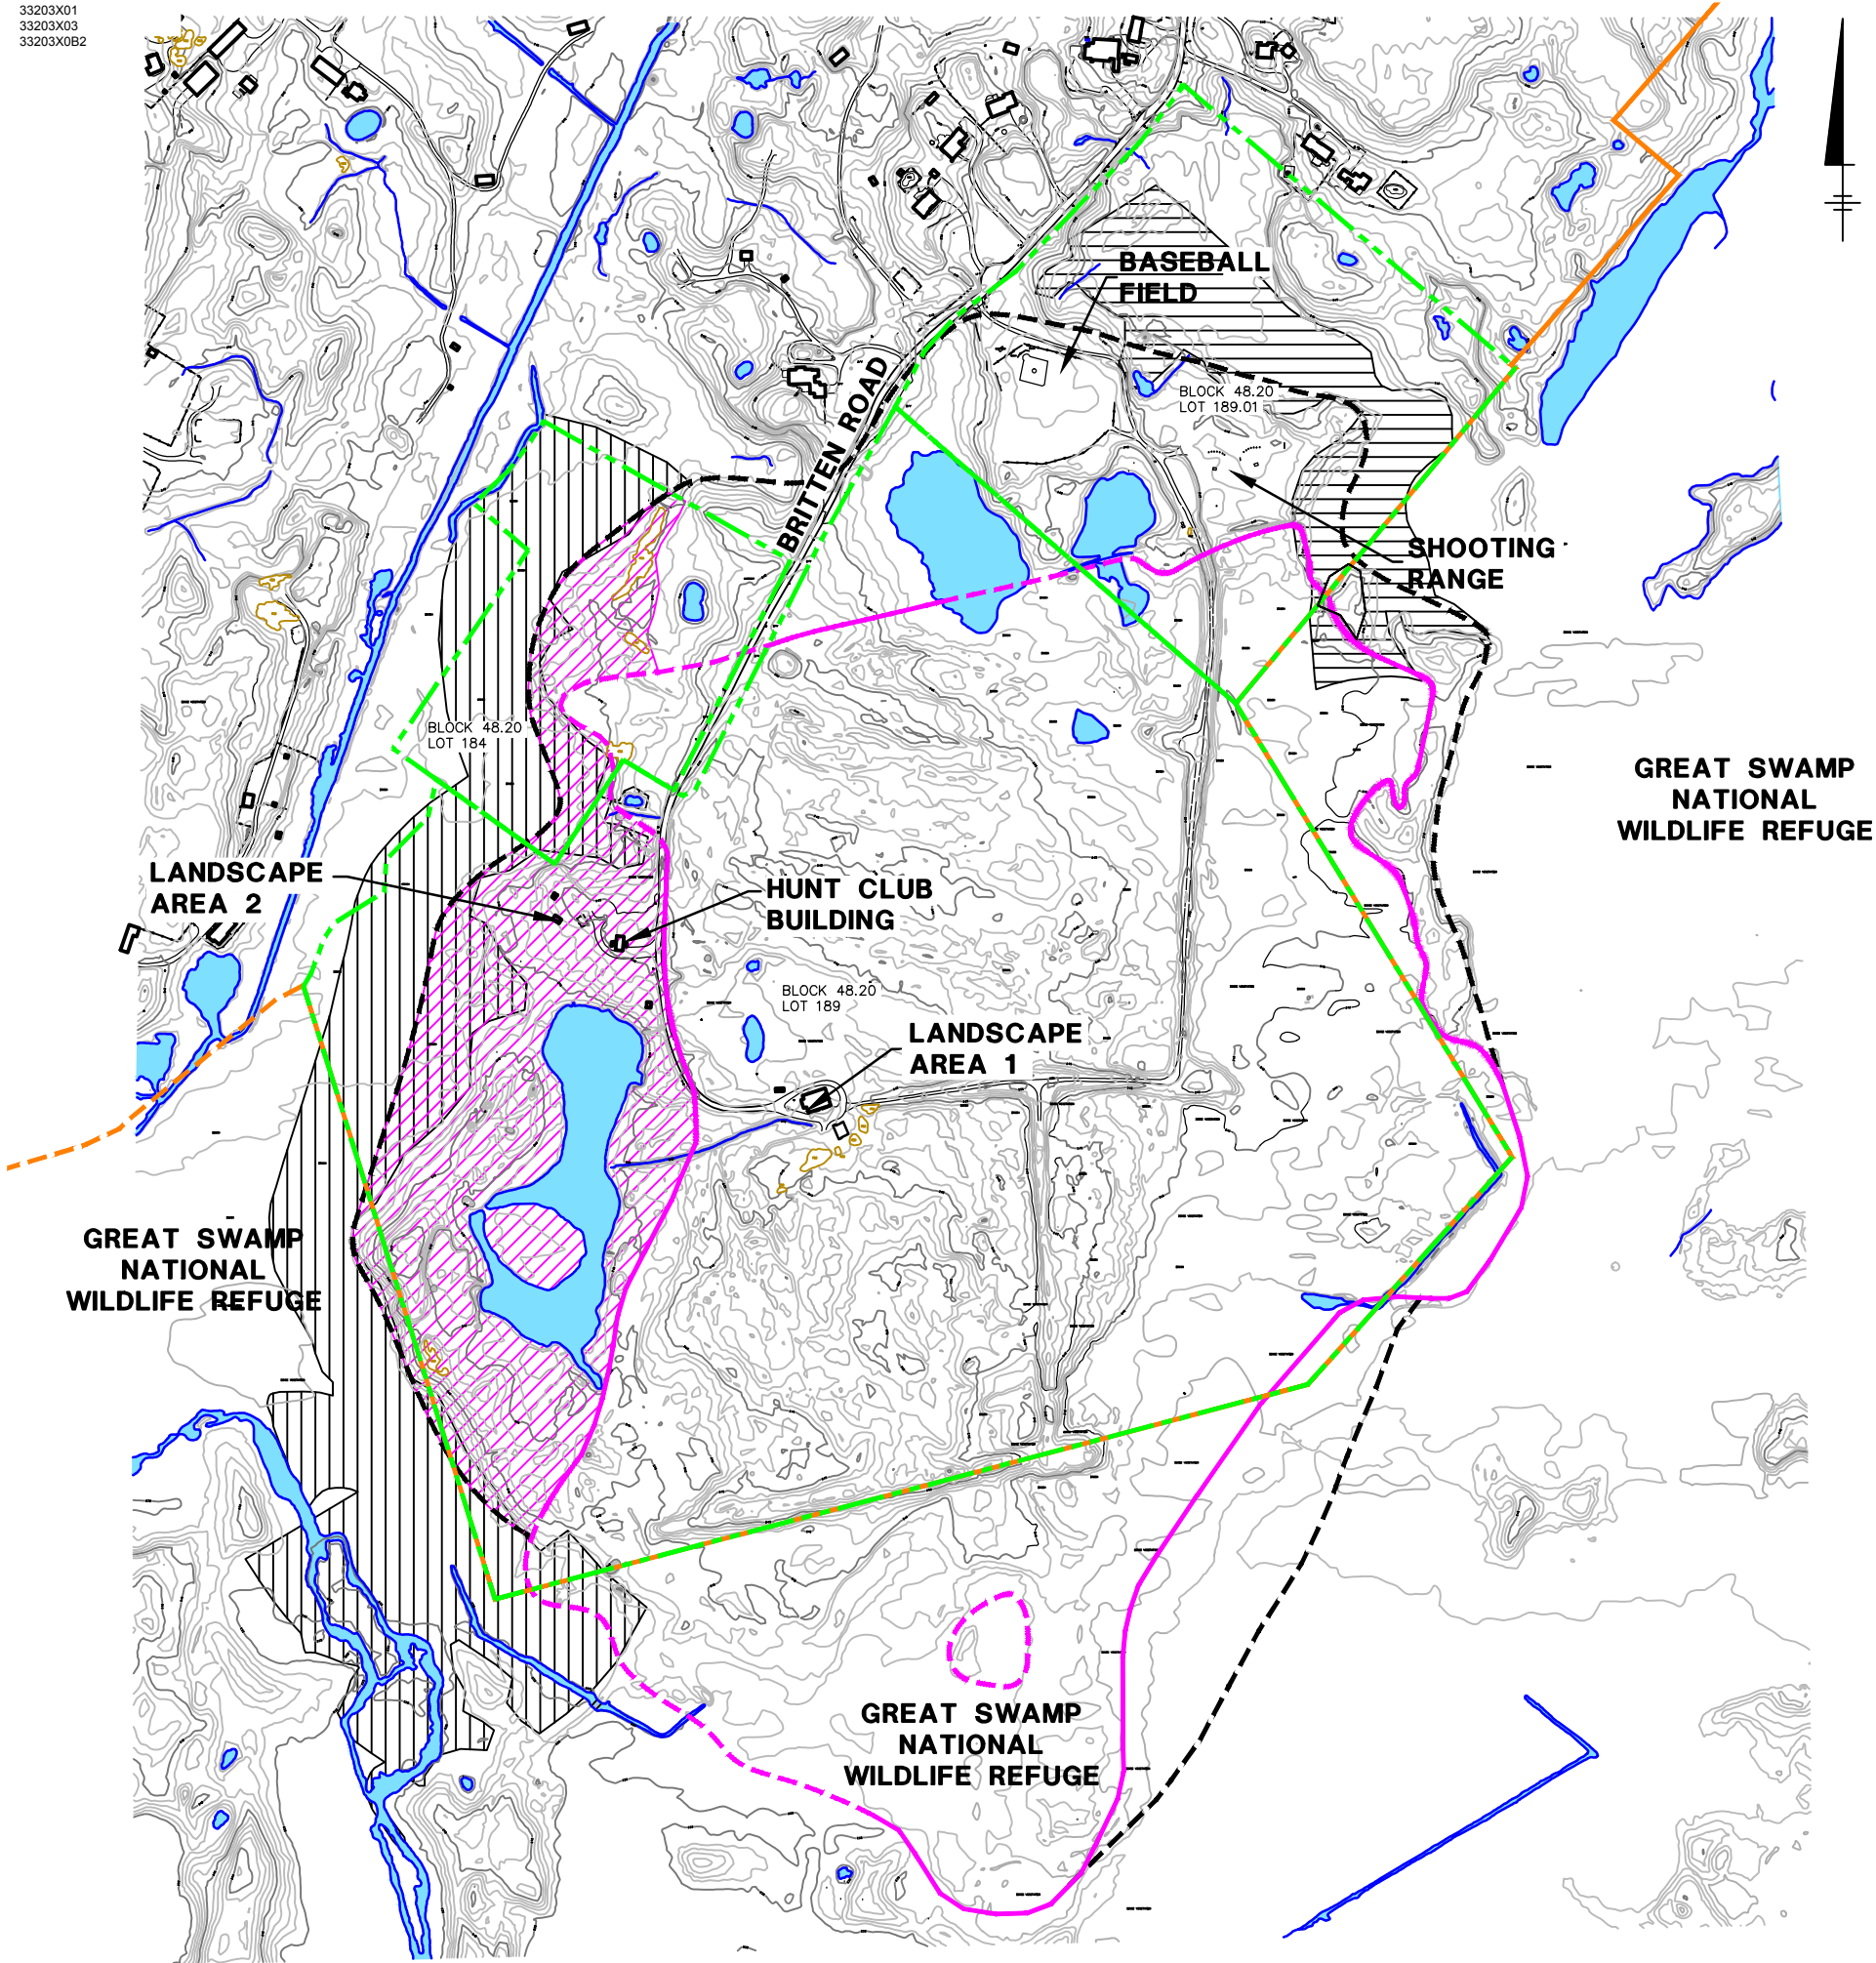 33203X01
33203X03
33203X0B2
BASEBALL
FIELD
BRITTEN ROAD
BLOCK 48.20
LOT 189.01
SHOOTING
RANGE
BLOCK 48.20
LOT 184
GREAT SWAMP
NATIONAL
WILDLIFE REFUGE
LANDSCAPE
AREA 2
HUNT CLUB
BUILDING
BLOCK 48.20
LOT 189
LANDSCAPE
AREA 1
GREAT SWAMP
NATIONAL
WILDLIFE REFUGE
GREAT SWAMP
NATIONAL
WILDLIFE REFUGE